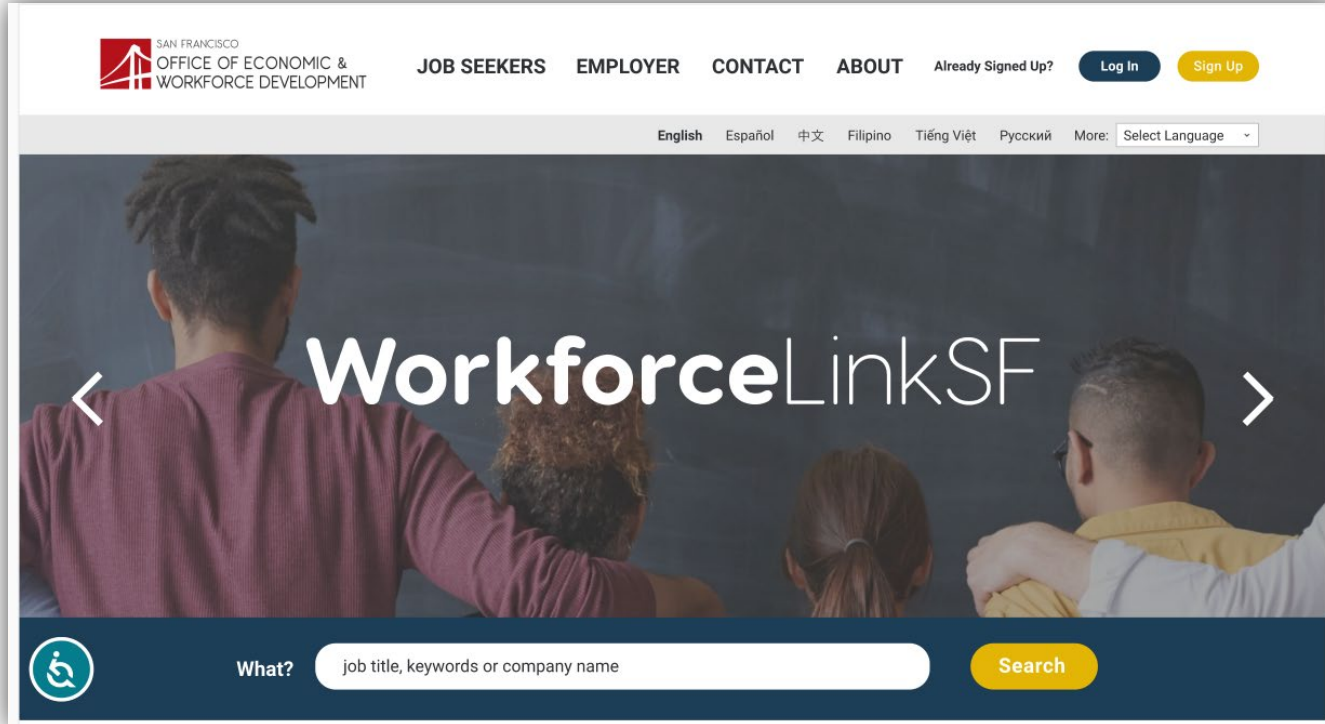 SAN FRANCISCO
OFFICE OF ECONOMIC &
WORKFORCE DEVELOPMENT
JOB SEEKERS EMPLOYER CONTACT ABOUT Already Signed Up? Log In Sign Up
English Español 中文 Filipino Tiếng Việt Русский More: Select Language
WorkforceLinkSF
What? job title, keywords or company name Search